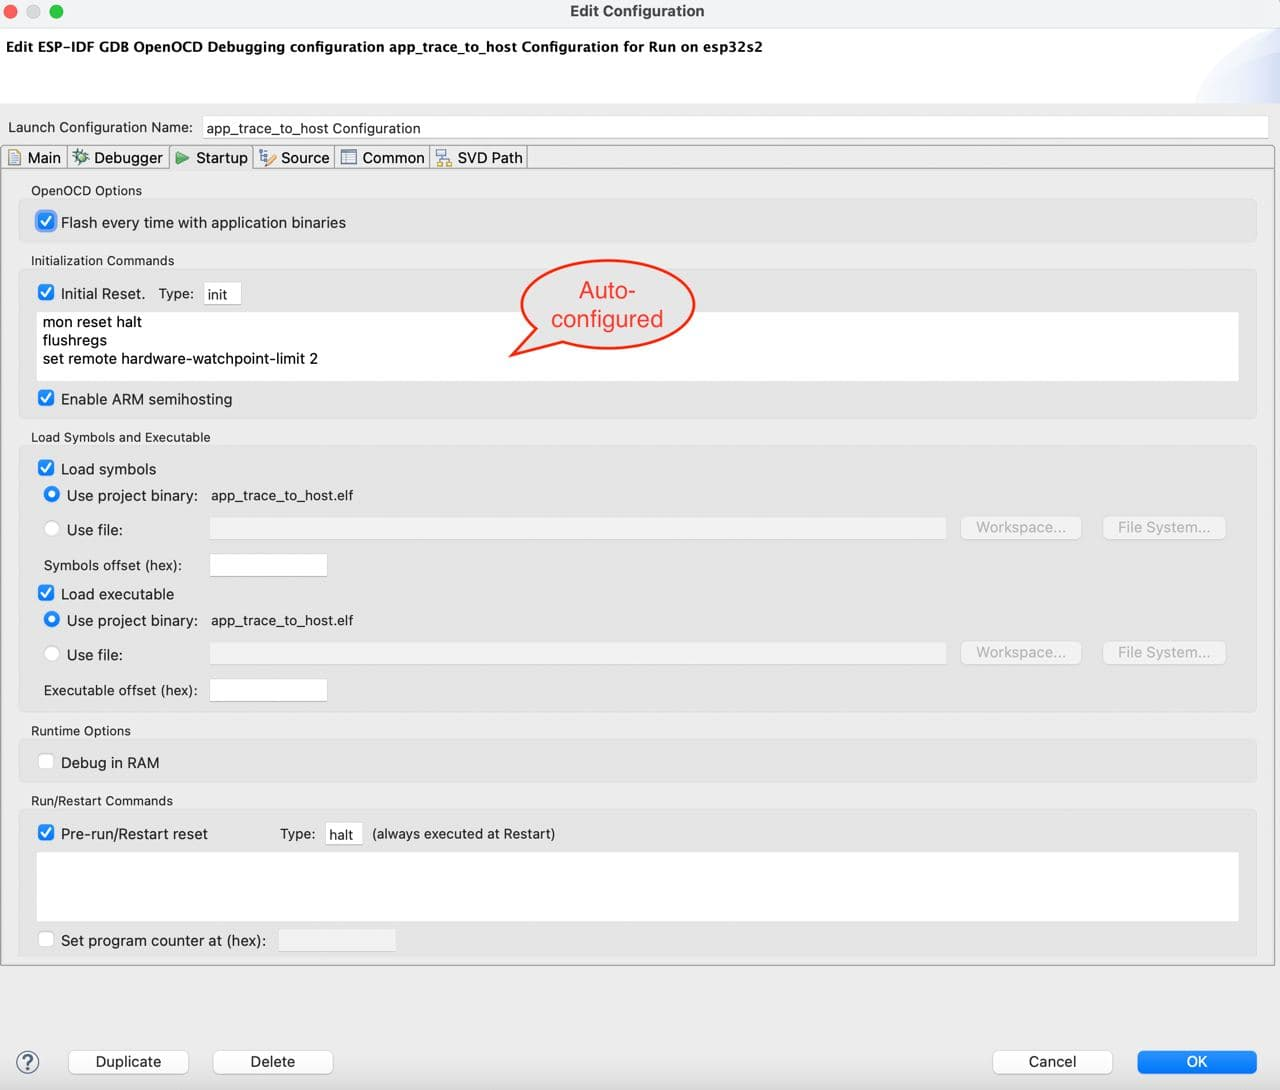 Edit Configuration
Edit ESP-IDF GDB OpenOCD Debugging configuration app_trace_to_host Configuration for Run on esp32s2
Launch Configuration Name: app_trace_to_host Configuration
Main Debugger Startup Source Common SVD Path
OpenOCD Options
Flash every time with application binaries
Initialization Commands
Initial Reset. Type: init
Auto-
configured
mon reset halt
flushregs
set remote hardware-watchpoint-limit 2
Enable ARM semihosting
Load Symbols and Executable
Load symbols
Use project binary: app_trace_to_host.elf
Use file: Workspace... File System...
Symbols offset (hex):
Load executable
Use project binary: app_trace_to_host.elf
Use file: Workspace... File System...
Executable offset (hex):
Runtime Options
Debug in RAM
Run/Restart Commands
Pre-run/Restart reset Type: halt (always executed at Restart)
Set program counter at (hex):
? Duplicate Delete Cancel OK